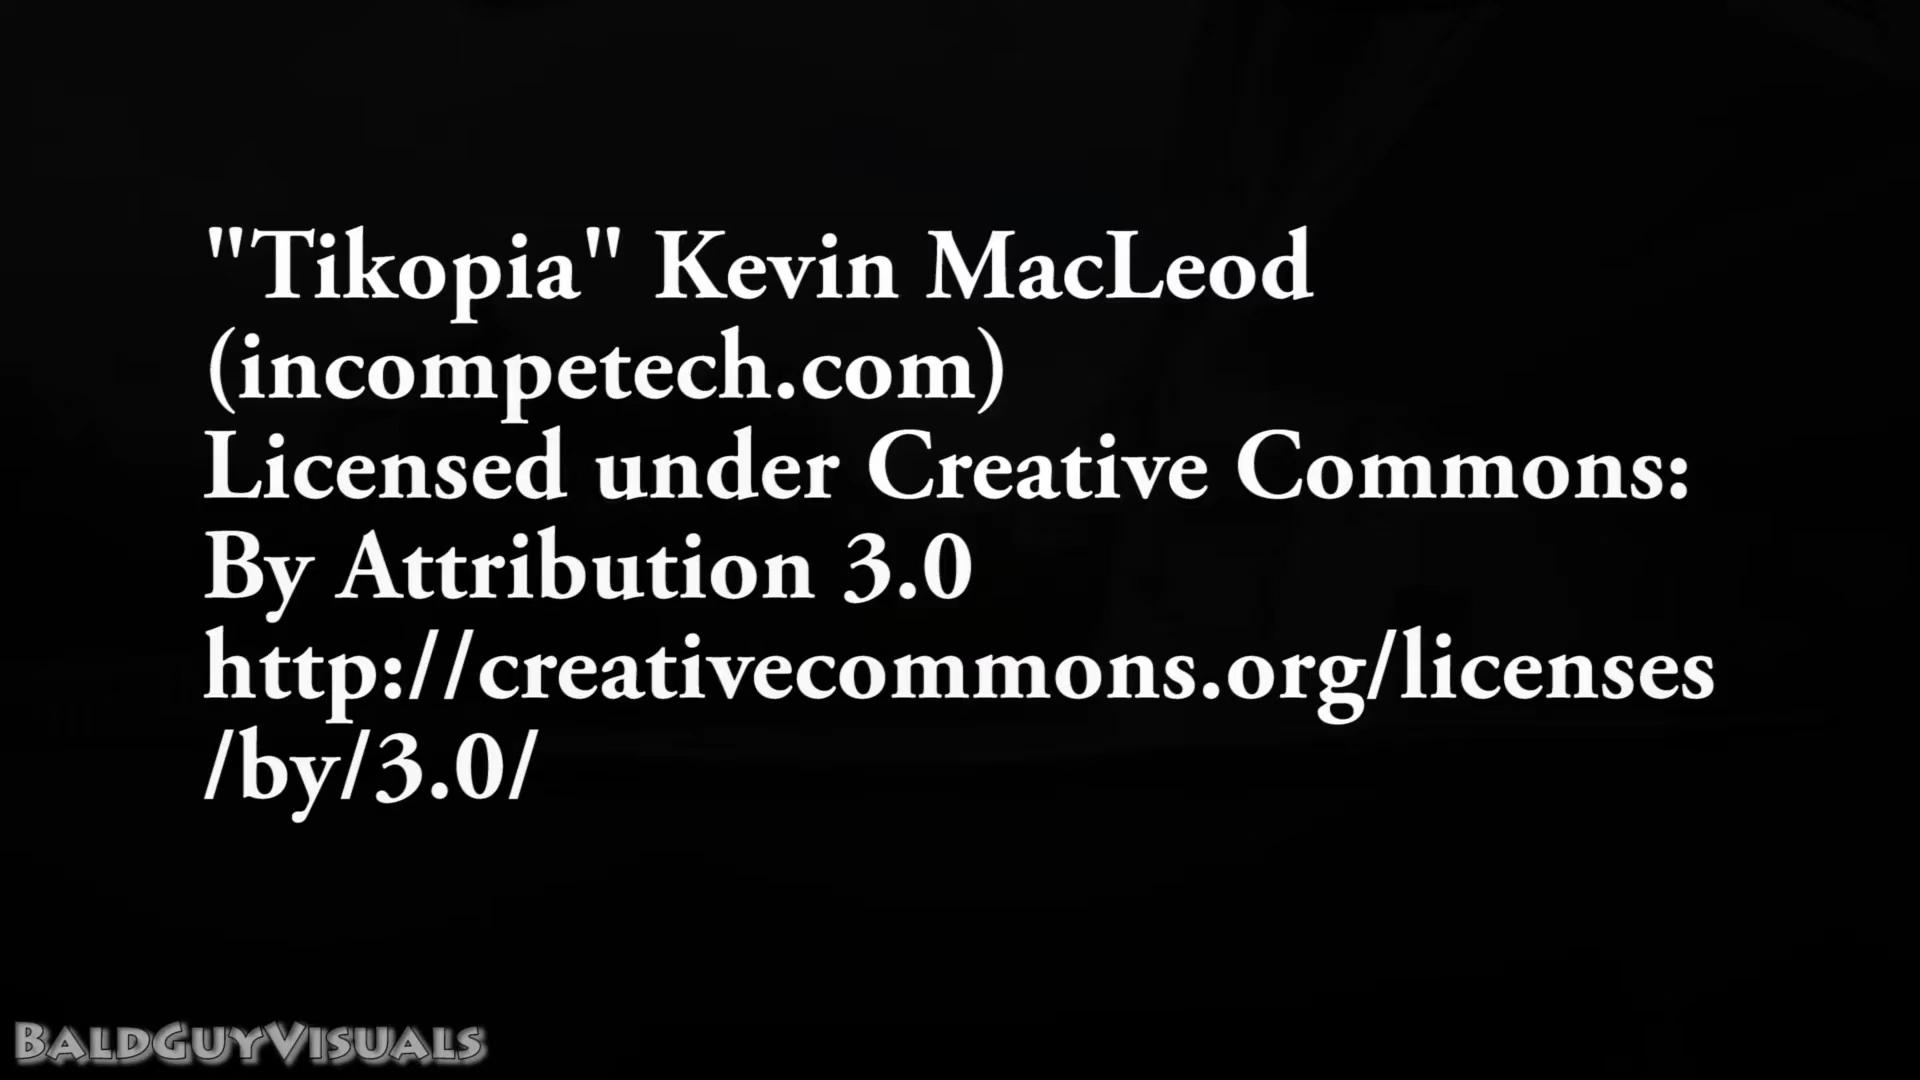 "Tikopia" Kevin MacLeod
(incompetech.com)
Licensed under Creative Commons:
By Attribution 3.0
http://creativecommons.org/licenses
/by/3.0/
BaldGuyVisuals